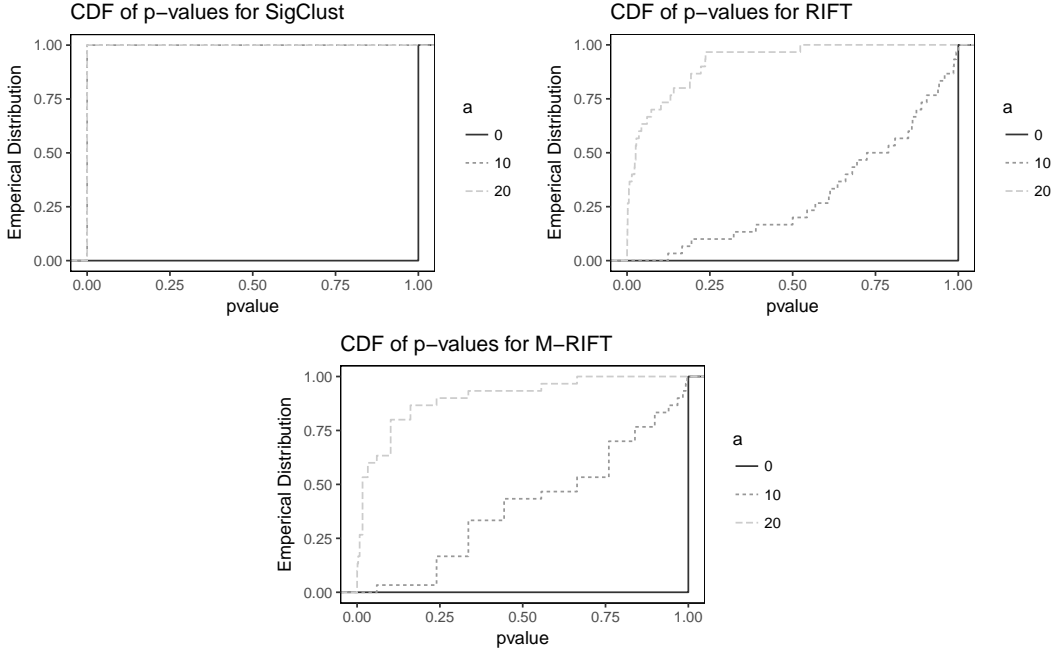 CDF of p−values for SigClust
Emperical Distribution
1.00
0.75
0.50
0.25
0.00
0.00 0.25 0.50 0.75 1.00
pvalue
a
0
10
20
CDF of p−values for RIFT
Emperical Distribution
1.00
0.75
0.50
0.25
0.00
0.00 0.25 0.50 0.75 1.00
pvalue
a
0
10
20
CDF of p−values for M−RIFT
Emperical Distribution
1.00
0.75
0.50
0.25
0.00
0.00 0.25 0.50 0.75 1.00
pvalue
a
0
10
20